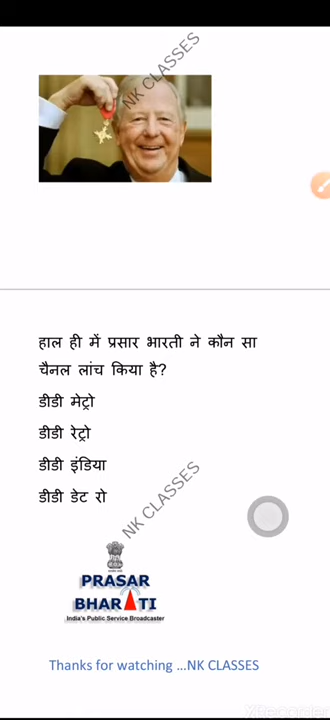 NK CLASSES
हाल ही में प्रसार भारती ने कौन सा
चैनल लांच किया है?
डीडी मेट्रो
डीडी रेट्रो
डीडी इंडिया
डीडी डेट रो
NK CLASSES
PRASAR
BHARATI
India's Public Service Broadcaster
Thanks for watching ...NK CLASSES